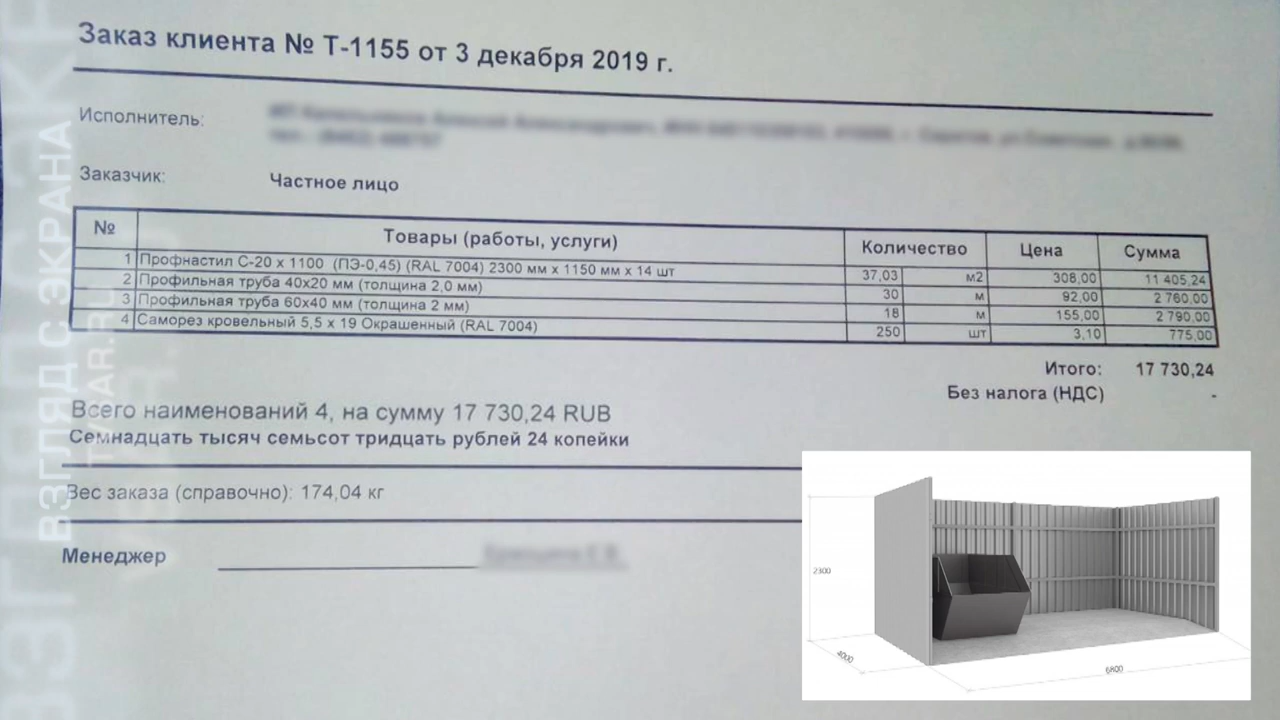 Заказ клиента № Т-1155 от 3 декабря 2019 г.
Исполнитель:
Заказчик: Частное лицо
№ Товары (работы, услуги) Количество Цена Сумма
1 Профнастил С-20 х 1100 (ПЭ-0,45) (RAL 7004) 2300 мм х 1150 мм х 14 шт 37,03 м2 308,00 11 405,24
2 Профильная труба 40х20 мм (толщина 2,0 мм) 30 м 92,00 2 760,00
3 Профильная труба 60х40 мм (толщина 2 мм) 18 м 155,00 2 790,00
4 Саморез кровельный 5,5 х 19 Окрашенный (RAL 7004) 250 шт 3,10 775,00
Итого: 17 730,24
Без налога (НДС) -
Всего наименований 4, на сумму 17 730,24 RUB
Семнадцать тысяч семьсот тридцать рублей 24 копейки
Вес заказа (справочно): 174,04 кг
Менеджер
2300
4000
6800
ВЗГЛЯД С ЭКРАНА